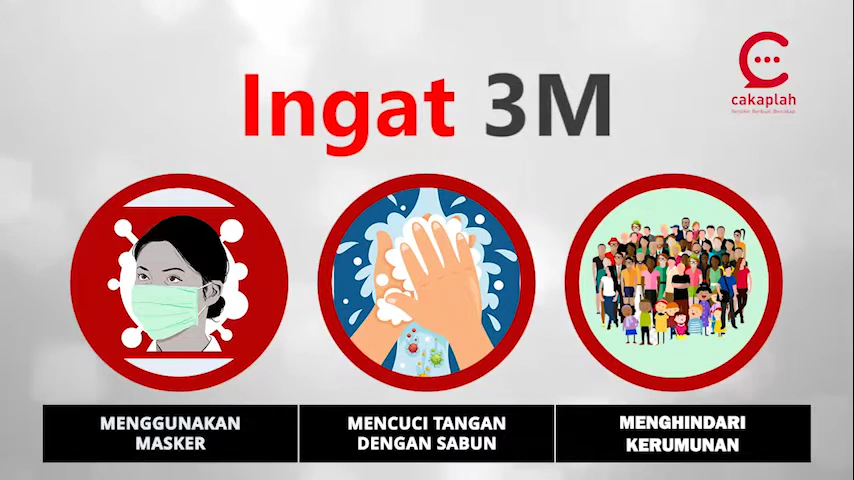 Ingat 3M
cakaplah
MENGGUNAKAN
MASKER
MENCUCI TANGAN
DENGAN SABUN
MENGHINDARI
KERUMUNAN